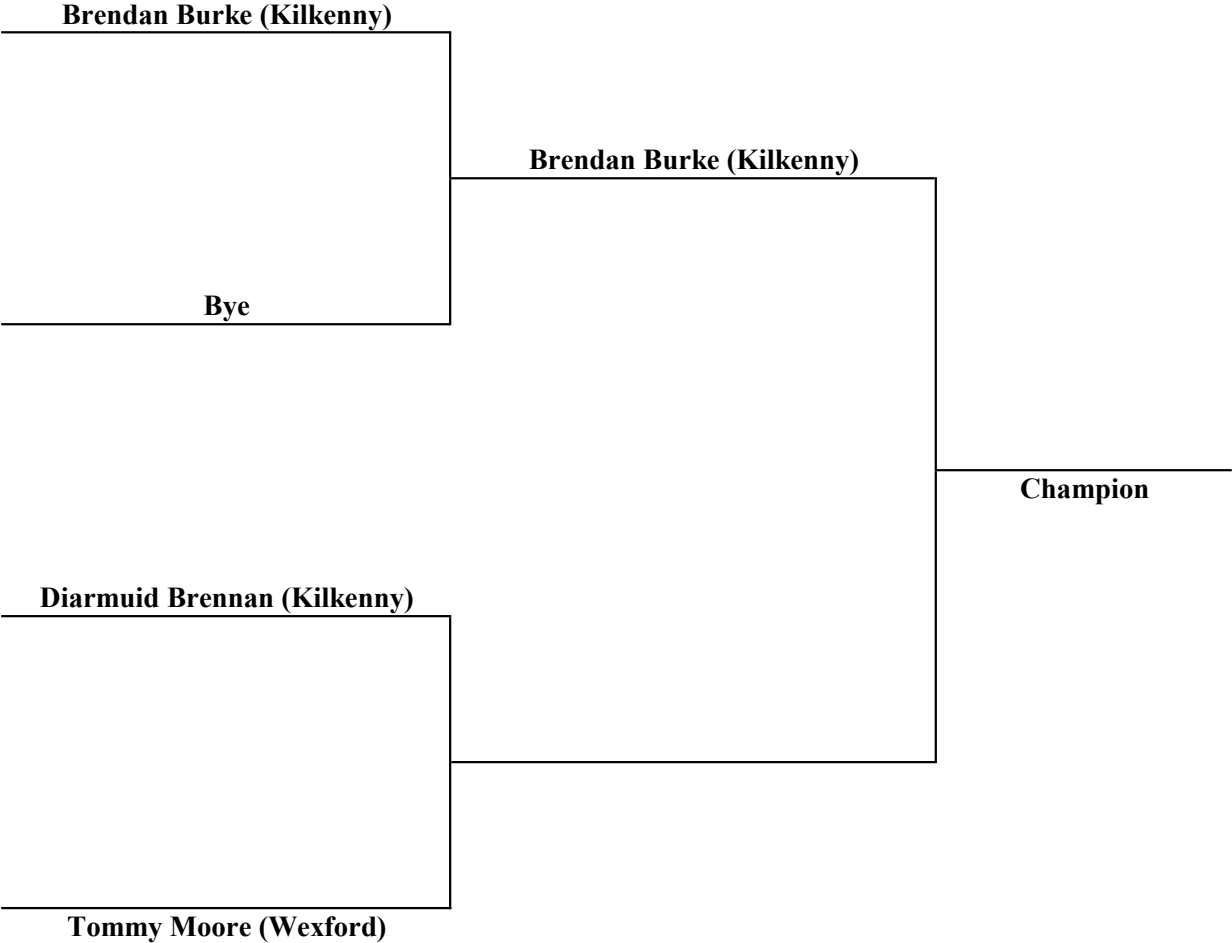 Brendan Burke (Kilkenny)
Brendan Burke (Kilkenny)
Bye
Champion
Diarmuid Brennan (Kilkenny)
Tommy Moore (Wexford)